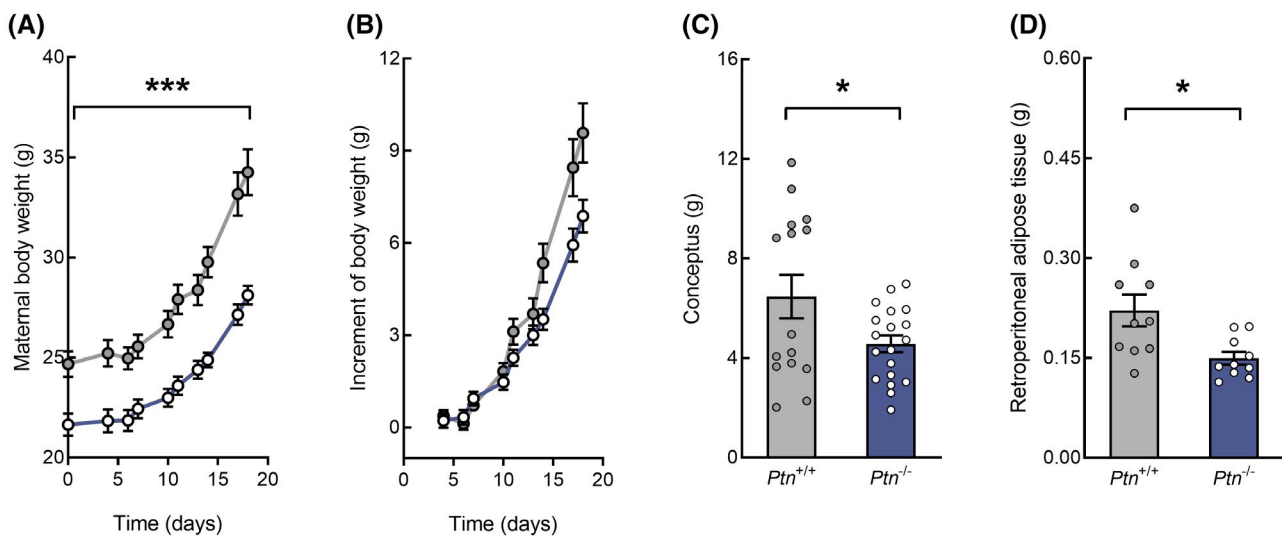 (A)
Maternal body weight (g)
40
35
30
25
20
***
0 5 10 15 20
Time (days)
(B)
Increment of body weight (g)
12
9
6
3
0
0 5 10 15 20
Time (days)
(C)
Conceptus (g)
16
12
8
4
0
*
Ptn+/+ Ptn-/-
(D)
Retroperitoneal adipose tissue (g)
0.60
0.45
0.30
0.15
0.00
*
Ptn+/+ Ptn-/-